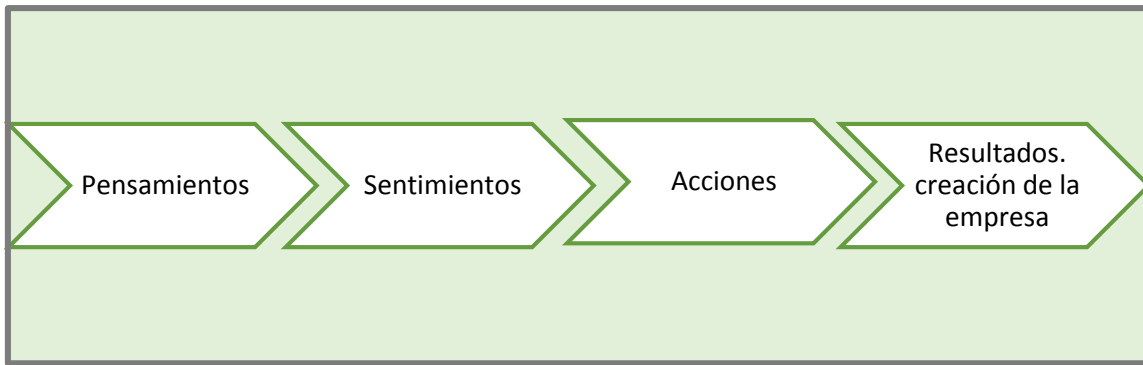 Pensamientos
Sentimientos
Acciones
Resultados.
creación de la
empresa